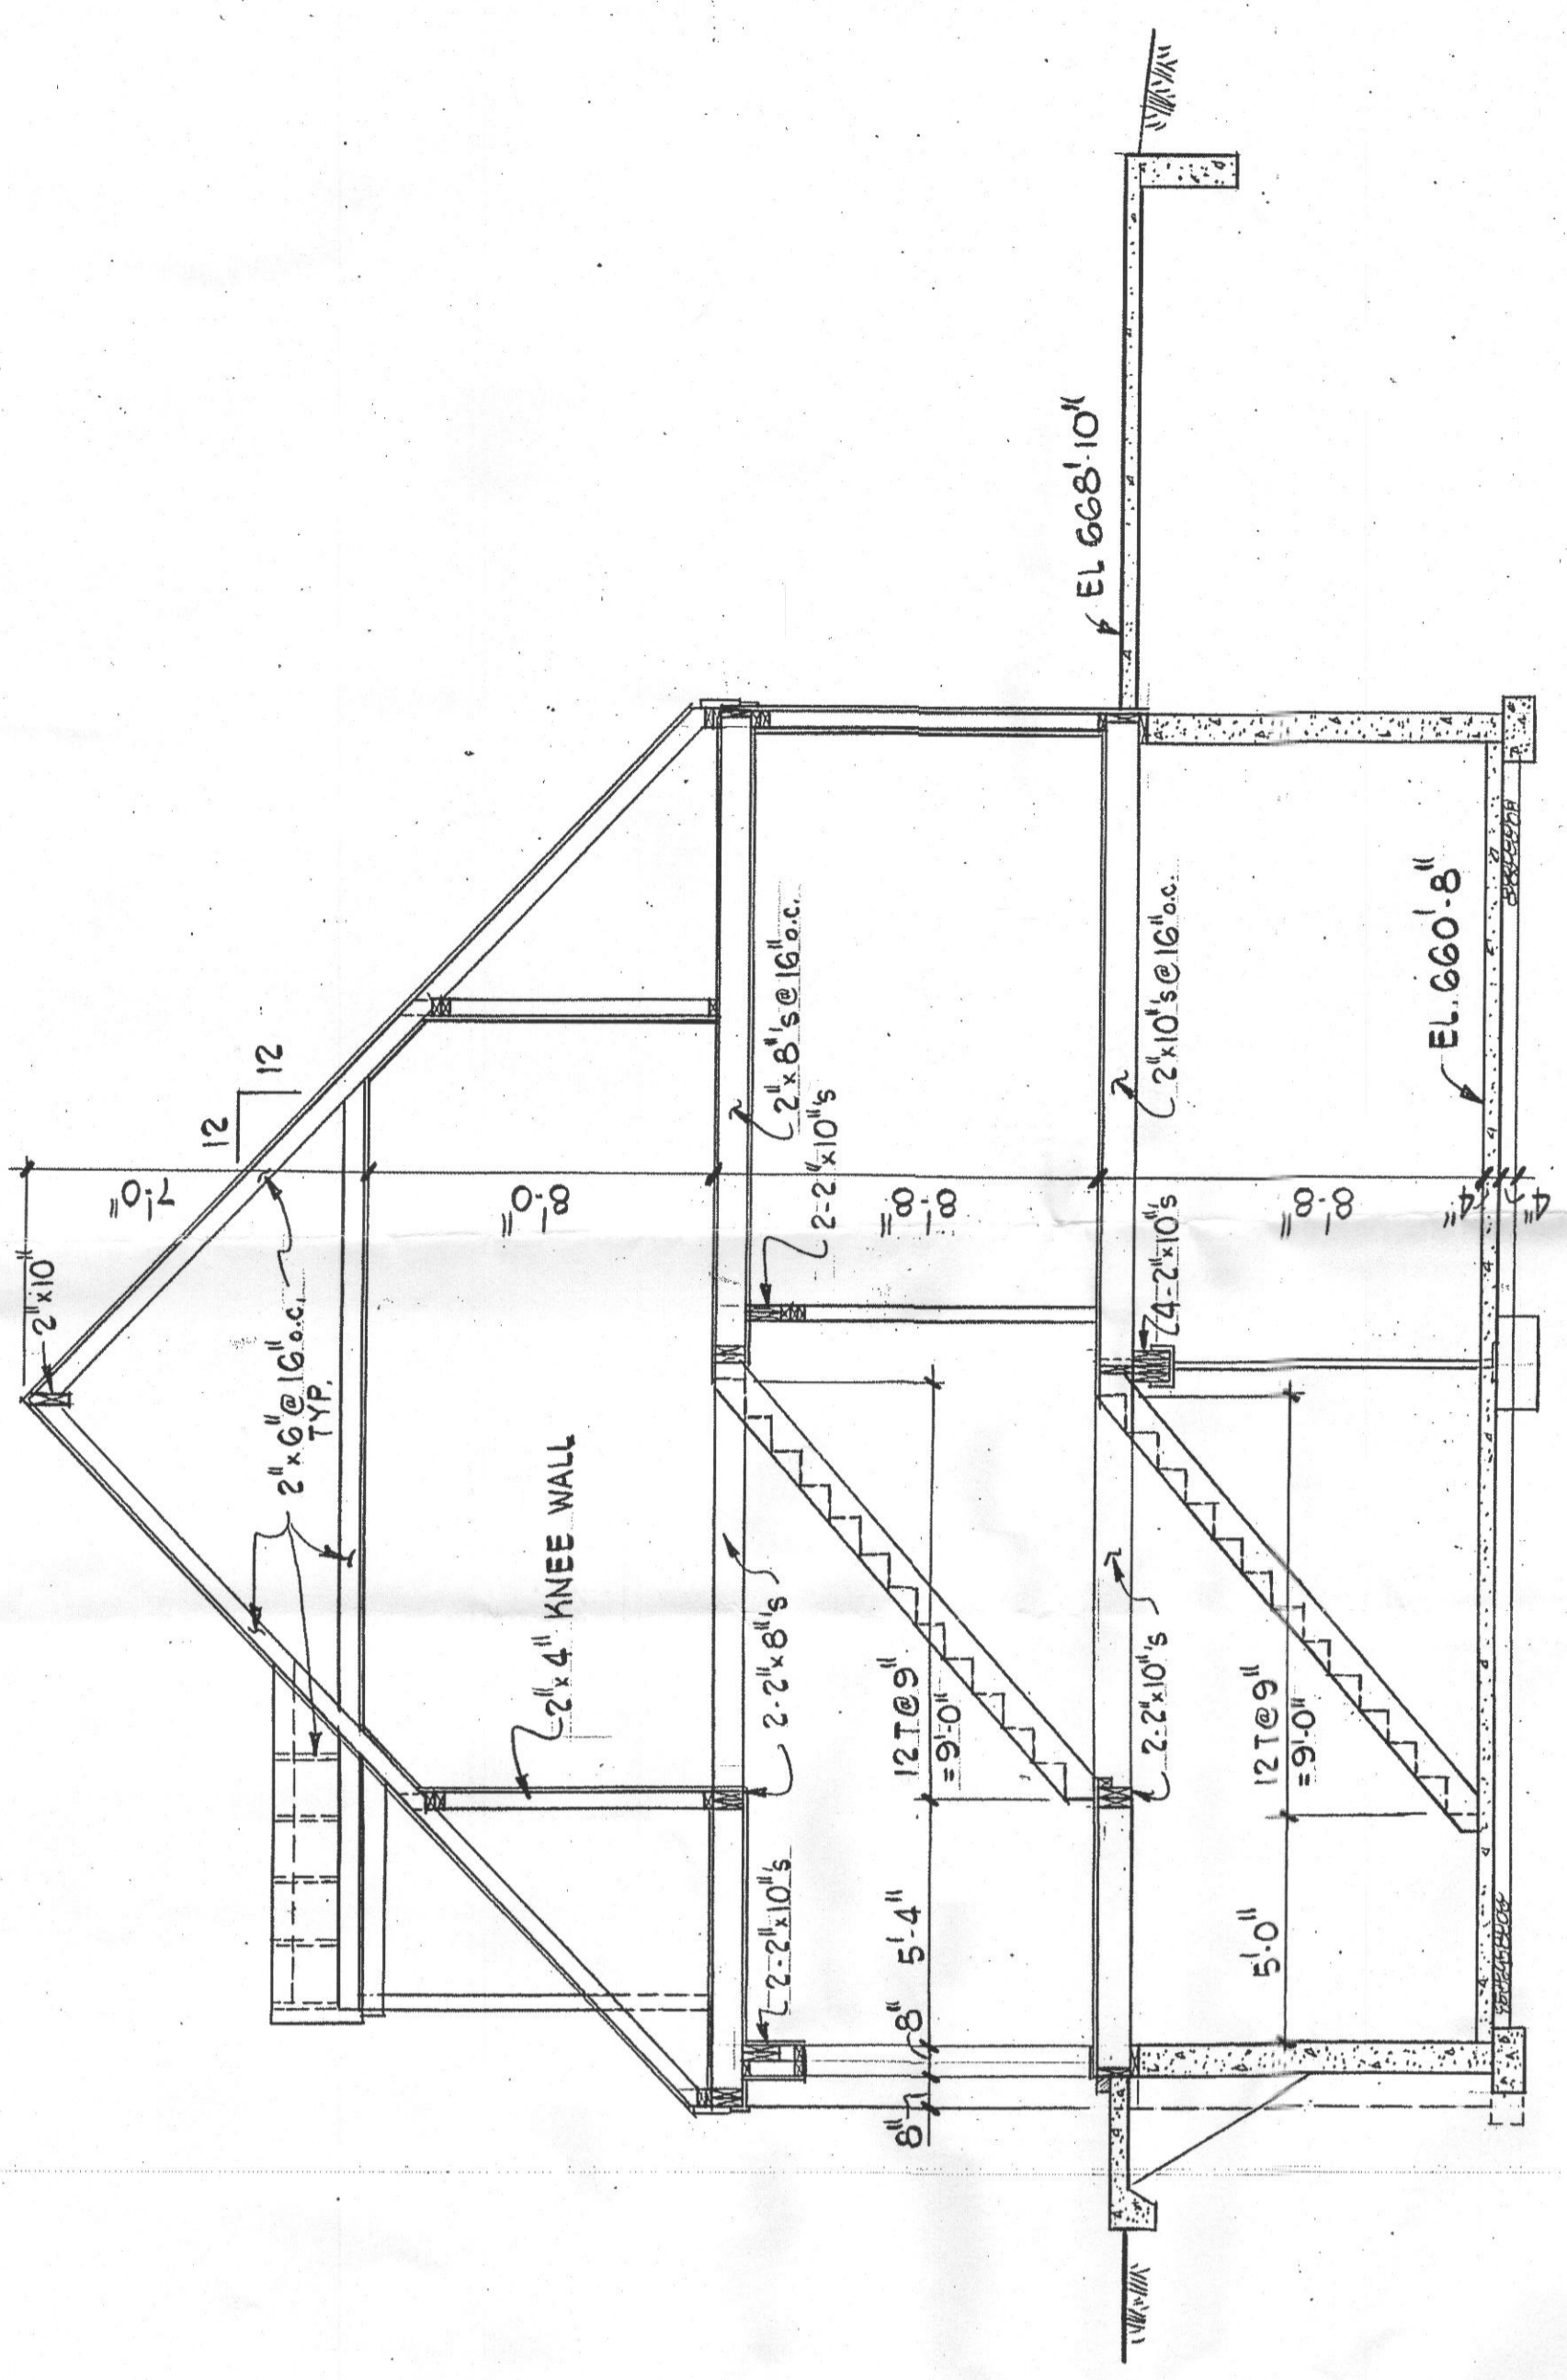 2"x10"
7'-0"
12
12
2"x6"@16"o.c.
TYP.
8'-0"
2"x4" KNEE WALL
2"x8"'s@16"o.c.
2-2"x10"'s
2-2"x8"'s
2-2"x10"'s
8'-8"
12T@9"
=9'-0"
5'-4"
8"
8"
EL 668'-10"
2"x10"'s@16"o.c.
4-2"x10"s
2-2"x10"'s
8'-8"
12T@9"
=9'-0"
5'-0"
EL. 660'-8"
4"
4"